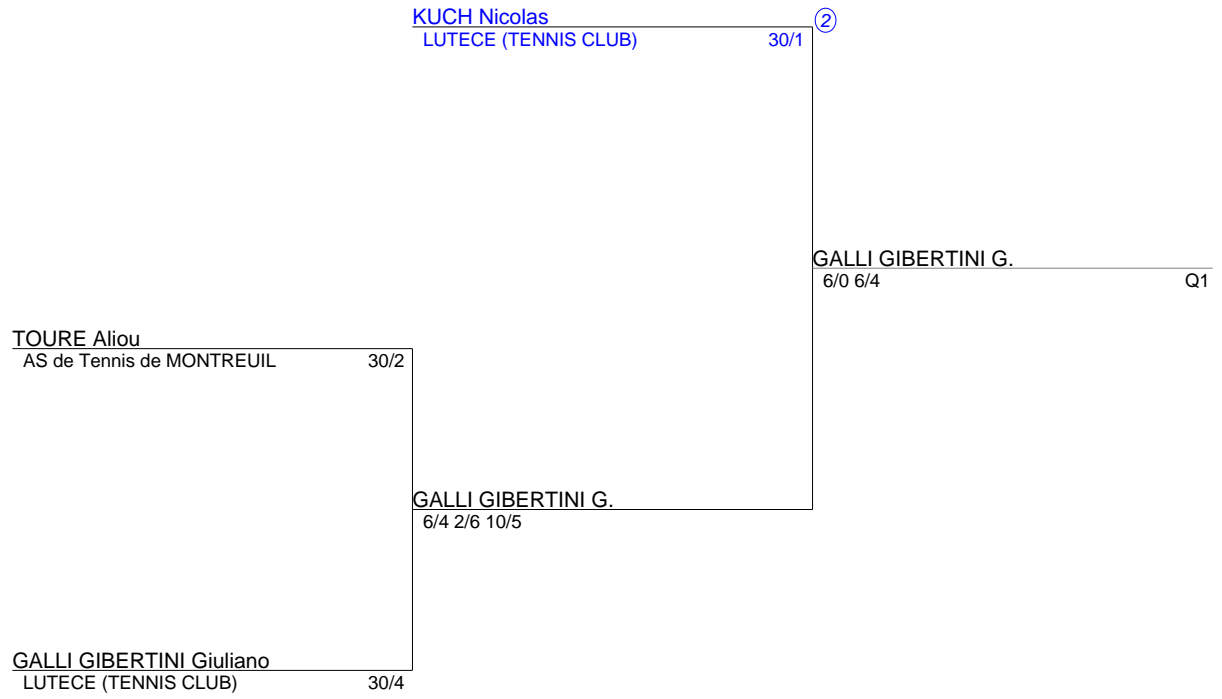 KUCH Nicolas 2
LUTECE (TENNIS CLUB) 30/1
GALLI GIBERTINI G.
6/0 6/4 Q1
TOURE Aliou
AS de Tennis de MONTREUIL 30/2
GALLI GIBERTINI G.
6/4 2/6 10/5
GALLI GIBERTINI Giuliano
LUTECE (TENNIS CLUB) 30/4